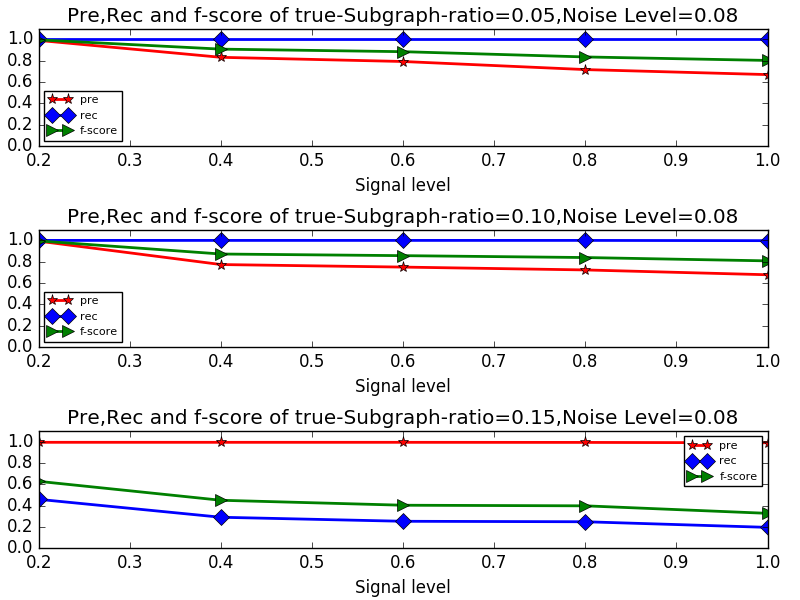 Pre,Rec and f-score of true-Subgraph-ratio=0.05,Noise Level=0.08
1.0
0.8
0.6
0.4
0.2
0.0
pre
rec
f-score
0.2 0.3 0.4 0.5 0.6 0.7 0.8 0.9 1.0
Signal level
Pre,Rec and f-score of true-Subgraph-ratio=0.10,Noise Level=0.08
1.0
0.8
0.6
0.4
0.2
0.0
pre
rec
f-score
0.2 0.3 0.4 0.5 0.6 0.7 0.8 0.9 1.0
Signal level
Pre,Rec and f-score of true-Subgraph-ratio=0.15,Noise Level=0.08
1.0
0.8
0.6
0.4
0.2
0.0
pre
rec
f-score
0.2 0.3 0.4 0.5 0.6 0.7 0.8 0.9 1.0
Signal level